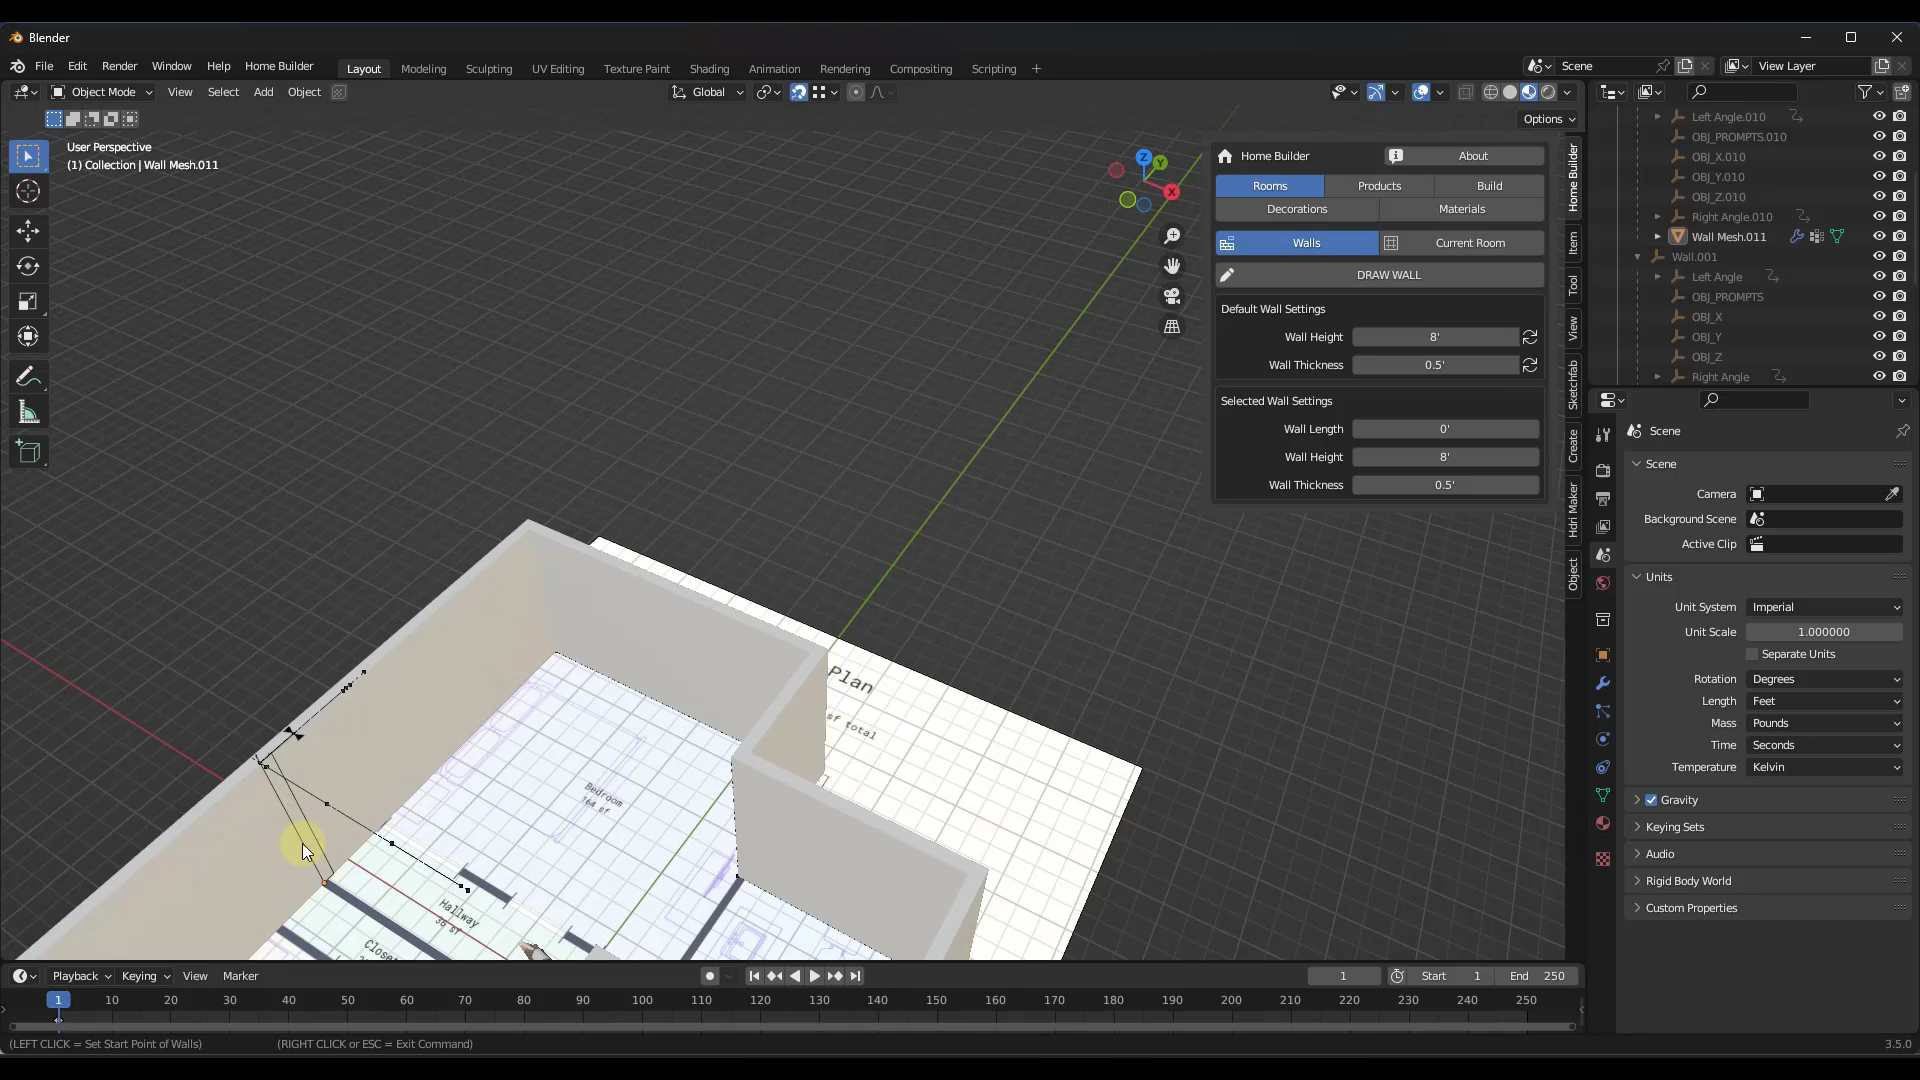 Blender
File Edit Render Window Help Home Builder
Layout Modeling Sculpting UV Editing Texture Paint Shading Animation Rendering Compositing Scripting +
Scene
View Layer
Object Mode View Select Add Object
Global
Options
User Perspective
(1) Collection | Wall Mesh.011
Z
Y
X
Home Builder
About
Rooms Products Build
Decorations Materials
Walls Current Room
DRAW WALL
Default Wall Settings
Wall Height 8'
Wall Thickness 0.5'
Selected Wall Settings
Wall Length 0'
Wall Height 8'
Wall Thickness 0.5'
Home Builder
Item
Tool
View
Sketchfab
Create
Hdri Maker
Object
Left Angle.010
OBJ_PROMPTS.010
OBJ_X.010
OBJ_Y.010
OBJ_Z.010
Right Angle.010
Wall Mesh.011
Wall.001
Left Angle
OBJ_PROMPTS
OBJ_X
OBJ_Y
OBJ_Z
Right Angle
Scene
Scene
Camera
Background Scene
Active Clip
Units
Unit System Imperial
Unit Scale 1.000000
Separate Units
Rotation Degrees
Length Feet
Mass Pounds
Time Seconds
Temperature Kelvin
Gravity
Keying Sets
Audio
Rigid Body World
Custom Properties
Plan
sf total
Bedroom
164 sf
Hallway
36 sf
Close
Playback Keying View Marker
1 Start 1 End 250
1 10 20 30 40 50 60 70 80 90 100 110 120 130 140 150 160 170 180 190 200 210 220 230 240 250
(LEFT CLICK = Set Start Point of Walls) (RIGHT CLICK or ESC = Exit Command)
3.5.0